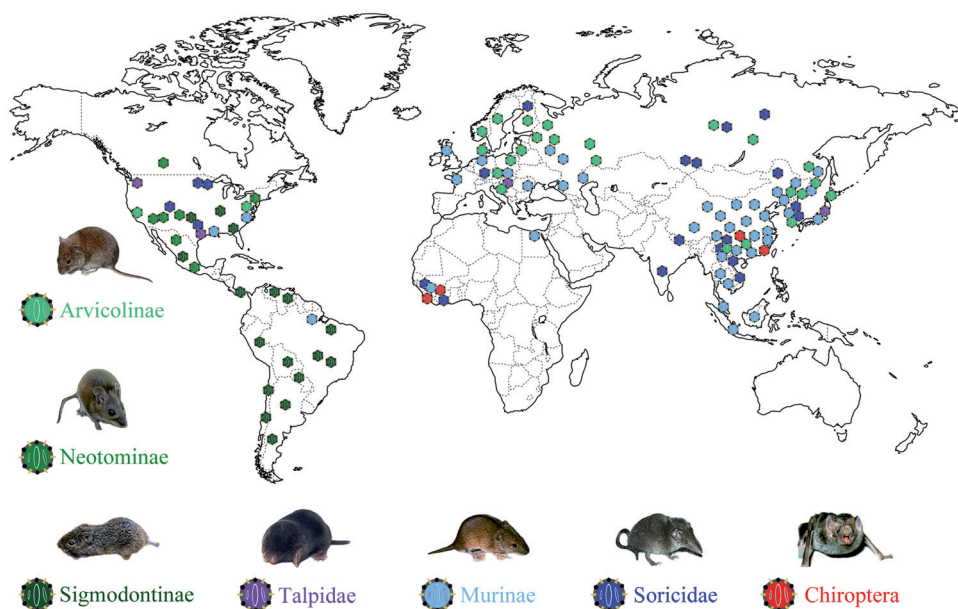 Arvicolinae
Neotominae
Sigmodontinae
Talpidae
Murinae
Soricidae
Chiroptera